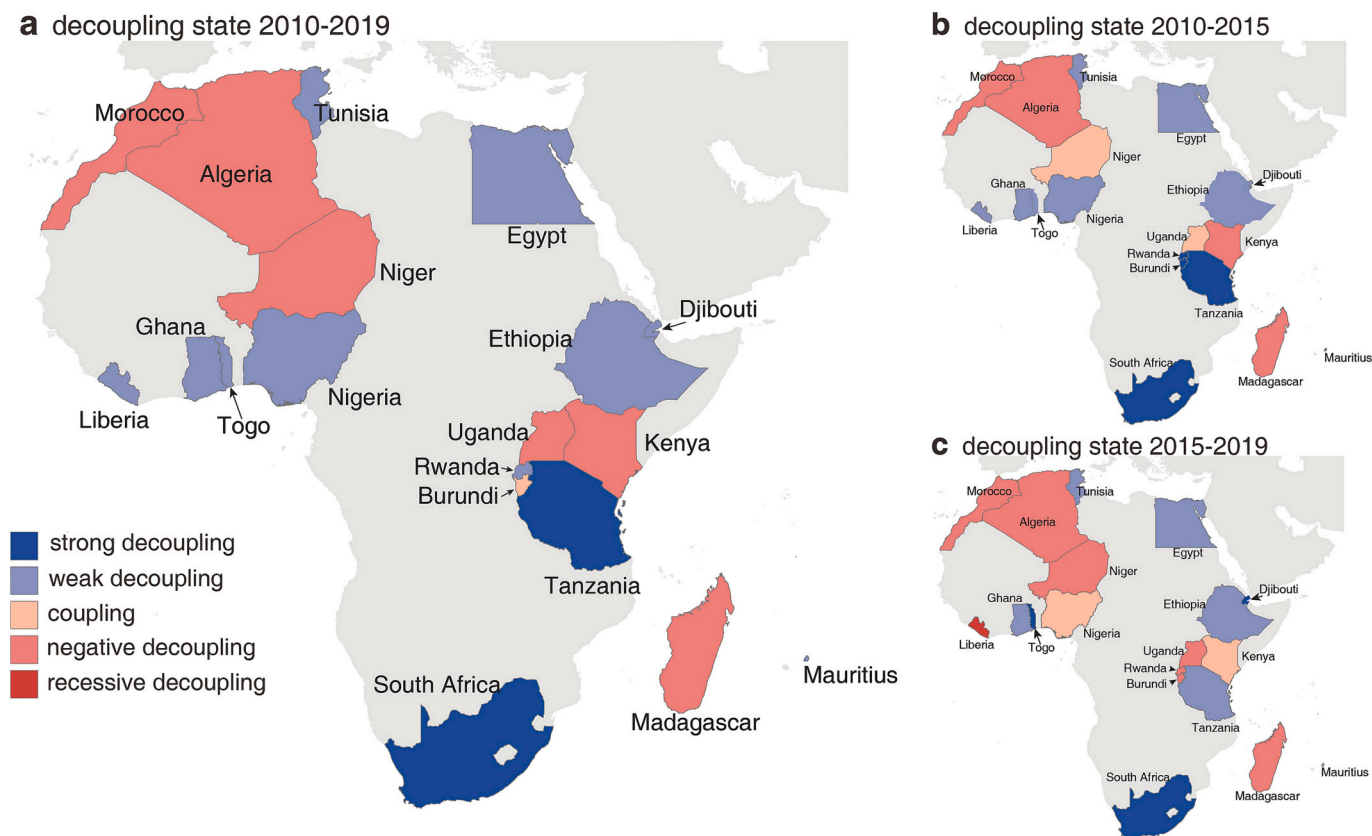 a decoupling state 2010-2019
Morocco
Tunisia
Algeria
Egypt
Niger
Ghana
Djibouti
Ethiopia
Nigeria
Liberia
Togo
Uganda
Kenya
Rwanda
Burundi
Tanzania
South Africa
Mauritius
Madagascar
strong decoupling
weak decoupling
coupling
negative decoupling
recessive decoupling
b decoupling state 2010-2015
Morocco
Tunisia
Algeria
Egypt
Niger
Djibouti
Ghana
Ethiopia
Nigeria
Liberia
Togo
Uganda
Kenya
Rwanda
Burundi
Tanzania
South Africa
Mauritius
Madagascar
c decoupling state 2015-2019
Morocco
Tunisia
Algeria
Egypt
Niger
Djibouti
Ghana
Ethiopia
Nigeria
Liberia
Togo
Uganda
Kenya
Rwanda
Burundi
Tanzania
South Africa
Mauritius
Madagascar